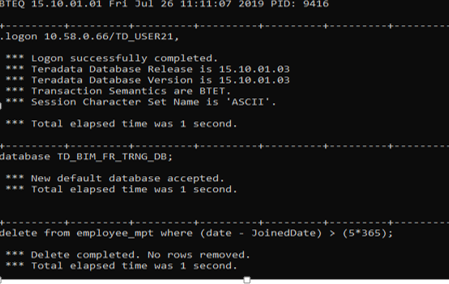 BTEQ 15.10.01.01 Fri Jul 26 11:11:07 2019 PID: 9416
+---------+---------+---------+---------+---------+---------+---------+----
.logon 10.58.0.66/TD_USER21,
*** Logon successfully completed.
*** Teradata Database Release is 15.10.01.03
*** Teradata Database Version is 15.10.01.03
*** Transaction Semantics are BTET.
*** Session Character Set Name is 'ASCII'.
*** Total elapsed time was 1 second.
+---------+---------+---------+---------+---------+---------+---------+----
database TD_BIM_FR_TRNG_DB;
*** New default database accepted.
*** Total elapsed time was 1 second.
+---------+---------+---------+---------+---------+---------+---------+----
delete from employee_mpt where (date - JoinedDate) > (5*365);
*** Delete completed. No rows removed.
*** Total elapsed time was 1 second.